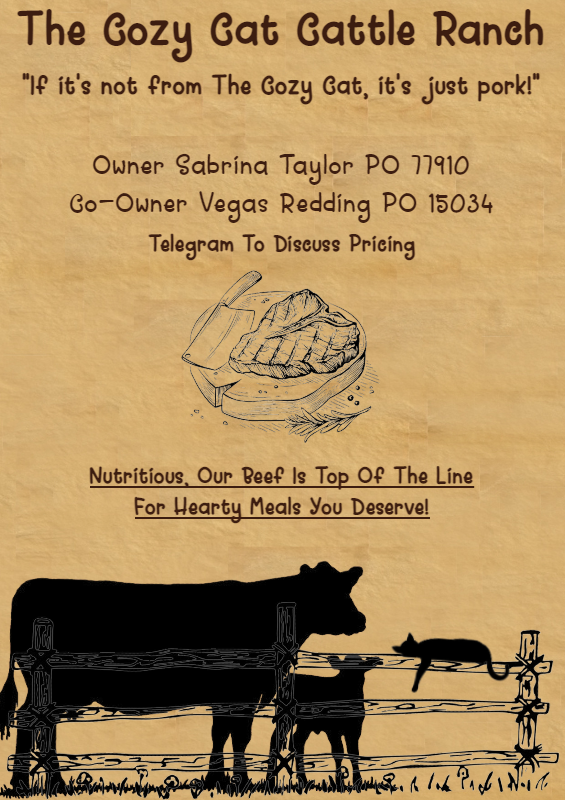 The Cozy Cat Cattle Ranch
"If it's not from The Cozy Cat, it's just pork!"
Owner Sabrina Taylor PO 77910
Co-Owner Vegas Redding PO 15034
Telegram To Discuss Pricing
Nutritious, Our Beef Is Top Of The Line
For Hearty Meals You Deserve!